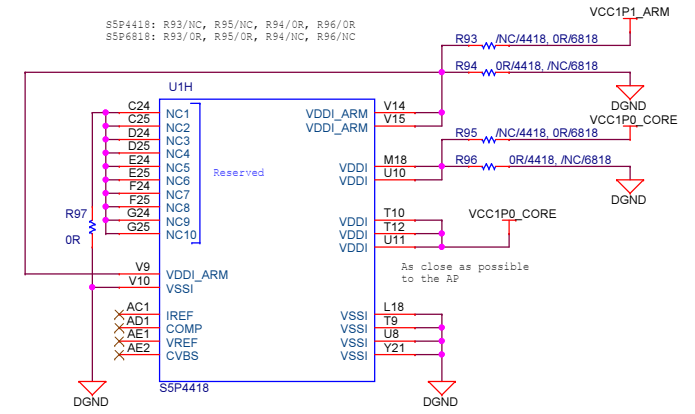 S5P4418: R93/NC, R95/NC, R94/0R, R96/0R
S5P6818: R93/0R, R95/0R, R94/NC, R96/NC
VCC1P1_ARM
R93 /NC/4418, 0R/6818
R94 0R/4418, /NC/6818
DGND
VCC1P0_CORE
R95 /NC/4418, 0R/6818
R96 0R/4418, /NC/6818
DGND
U1H
C24 NC1
C25 NC2
D24 NC3
D25 NC4
E24 NC5
E25 NC6
F24 NC7
F25 NC8
G24 NC9
G25 NC10
Reserved
R97
0R
V9 VDDI_ARM
V10 VSSI
AC1 IREF
AD1 COMP
AE1 VREF
AE2 CVBS
VDDI_ARM V14
VDDI_ARM V15
VDDI M18
VDDI U10
VDDI T10
VDDI T12
VDDI U11
VCC1P0_CORE
As close as possible
to the AP
VSSI L18
VSSI T9
VSSI U8
VSSI Y21
S5P4418
DGND
DGND